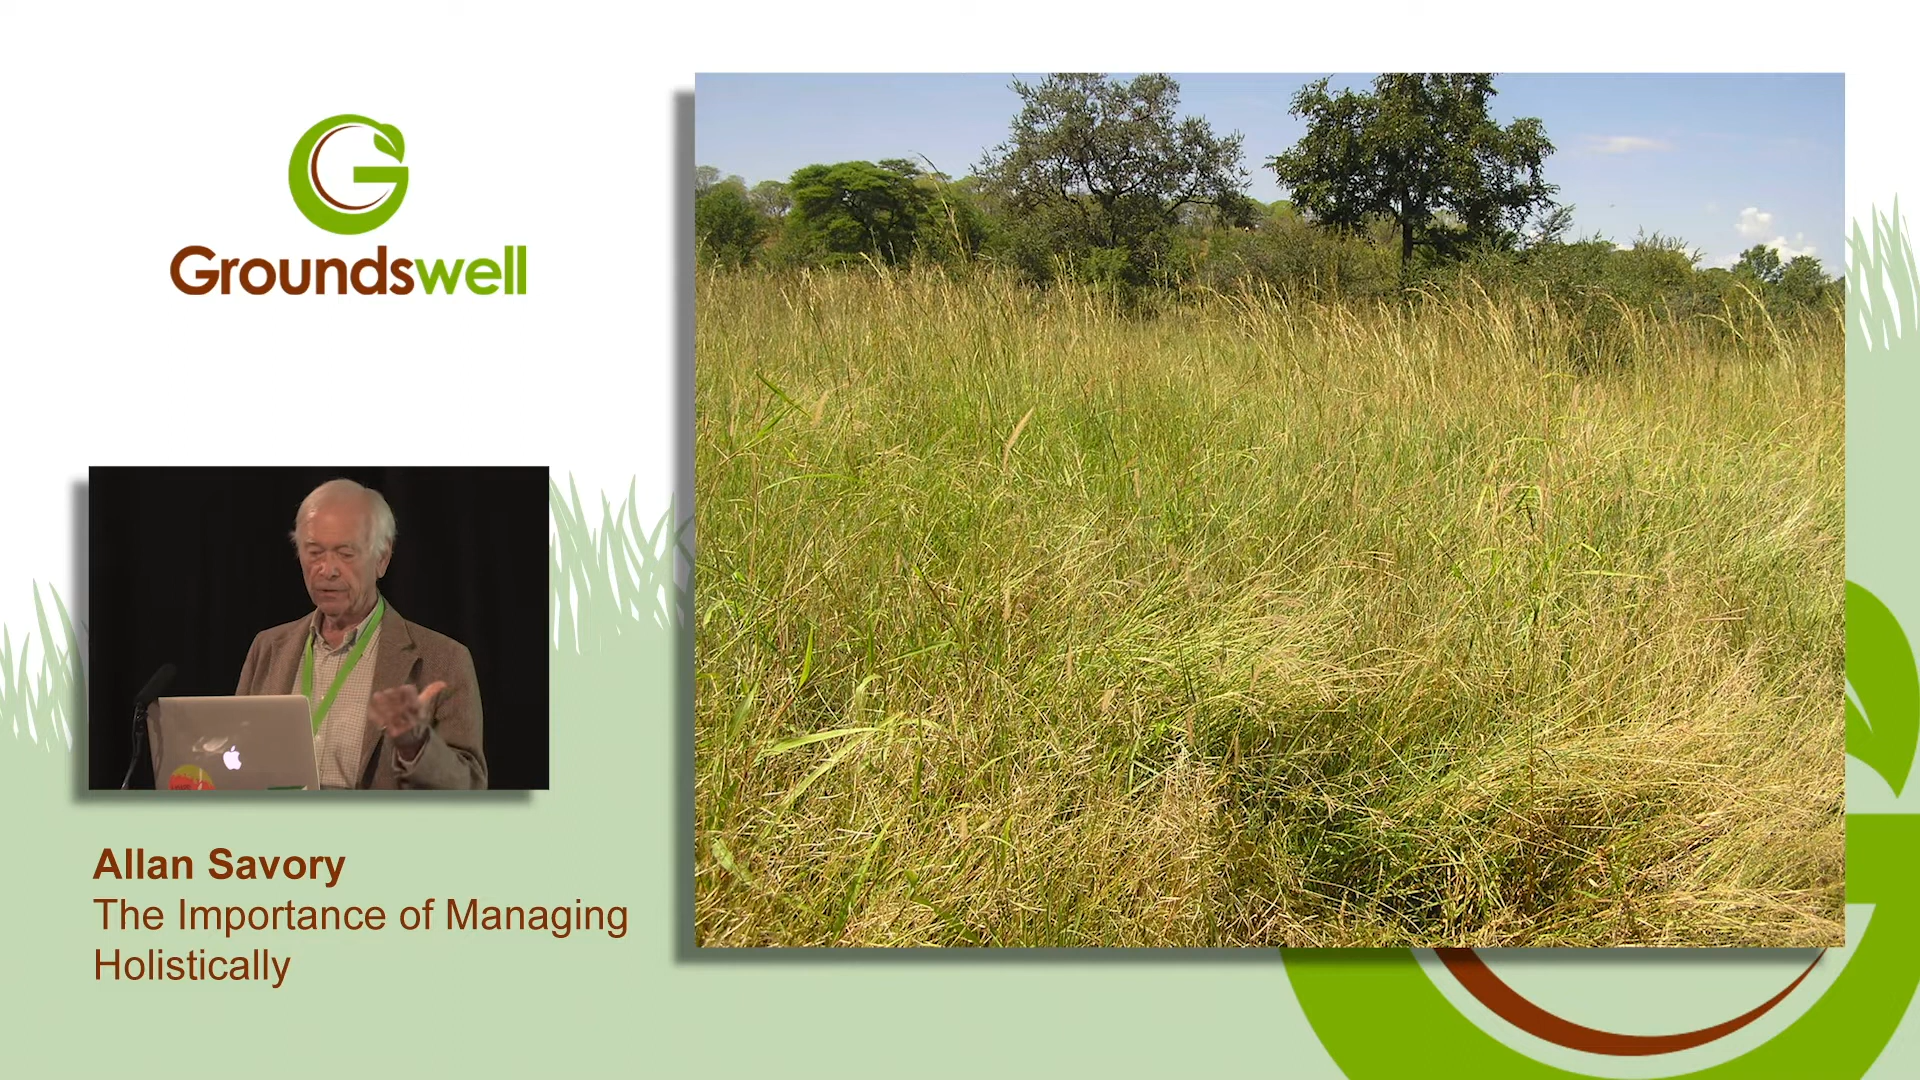 Groundswell
Allan Savory
The Importance of Managing
Holistically